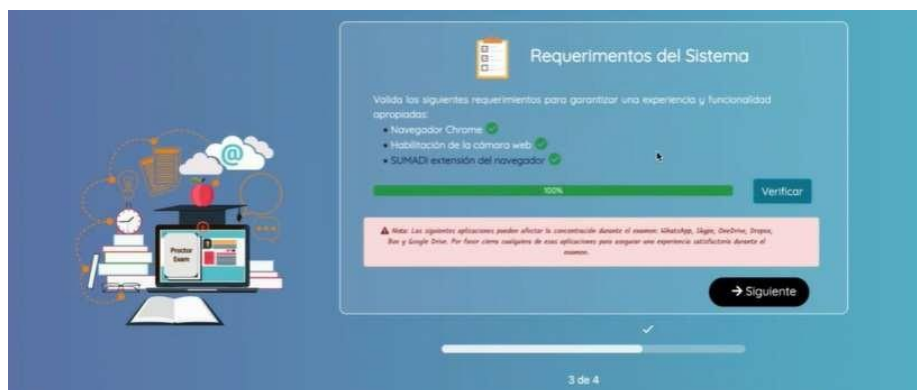 Requerimentos del Sistema
Valida los siguientes requerimientos para garantizar una experiencia y funcionalidad
apropiadas:
• Navegador Chrome
• Habilitación de la cámara web
• SUMADI extensión del navegador
100%
Verificar
Nota: Las siguientes aplicaciones pueden afectar la concentración durante el examen: WhatsApp, Skype, OneDrive, Dropox,
Box y Google Drive. Por favor cierra cualquiera de esas aplicaciones para asegurar una experiencia satisfactoria durante el
examen.
→ Siguiente
3 de 4
@
Proctor
Exam